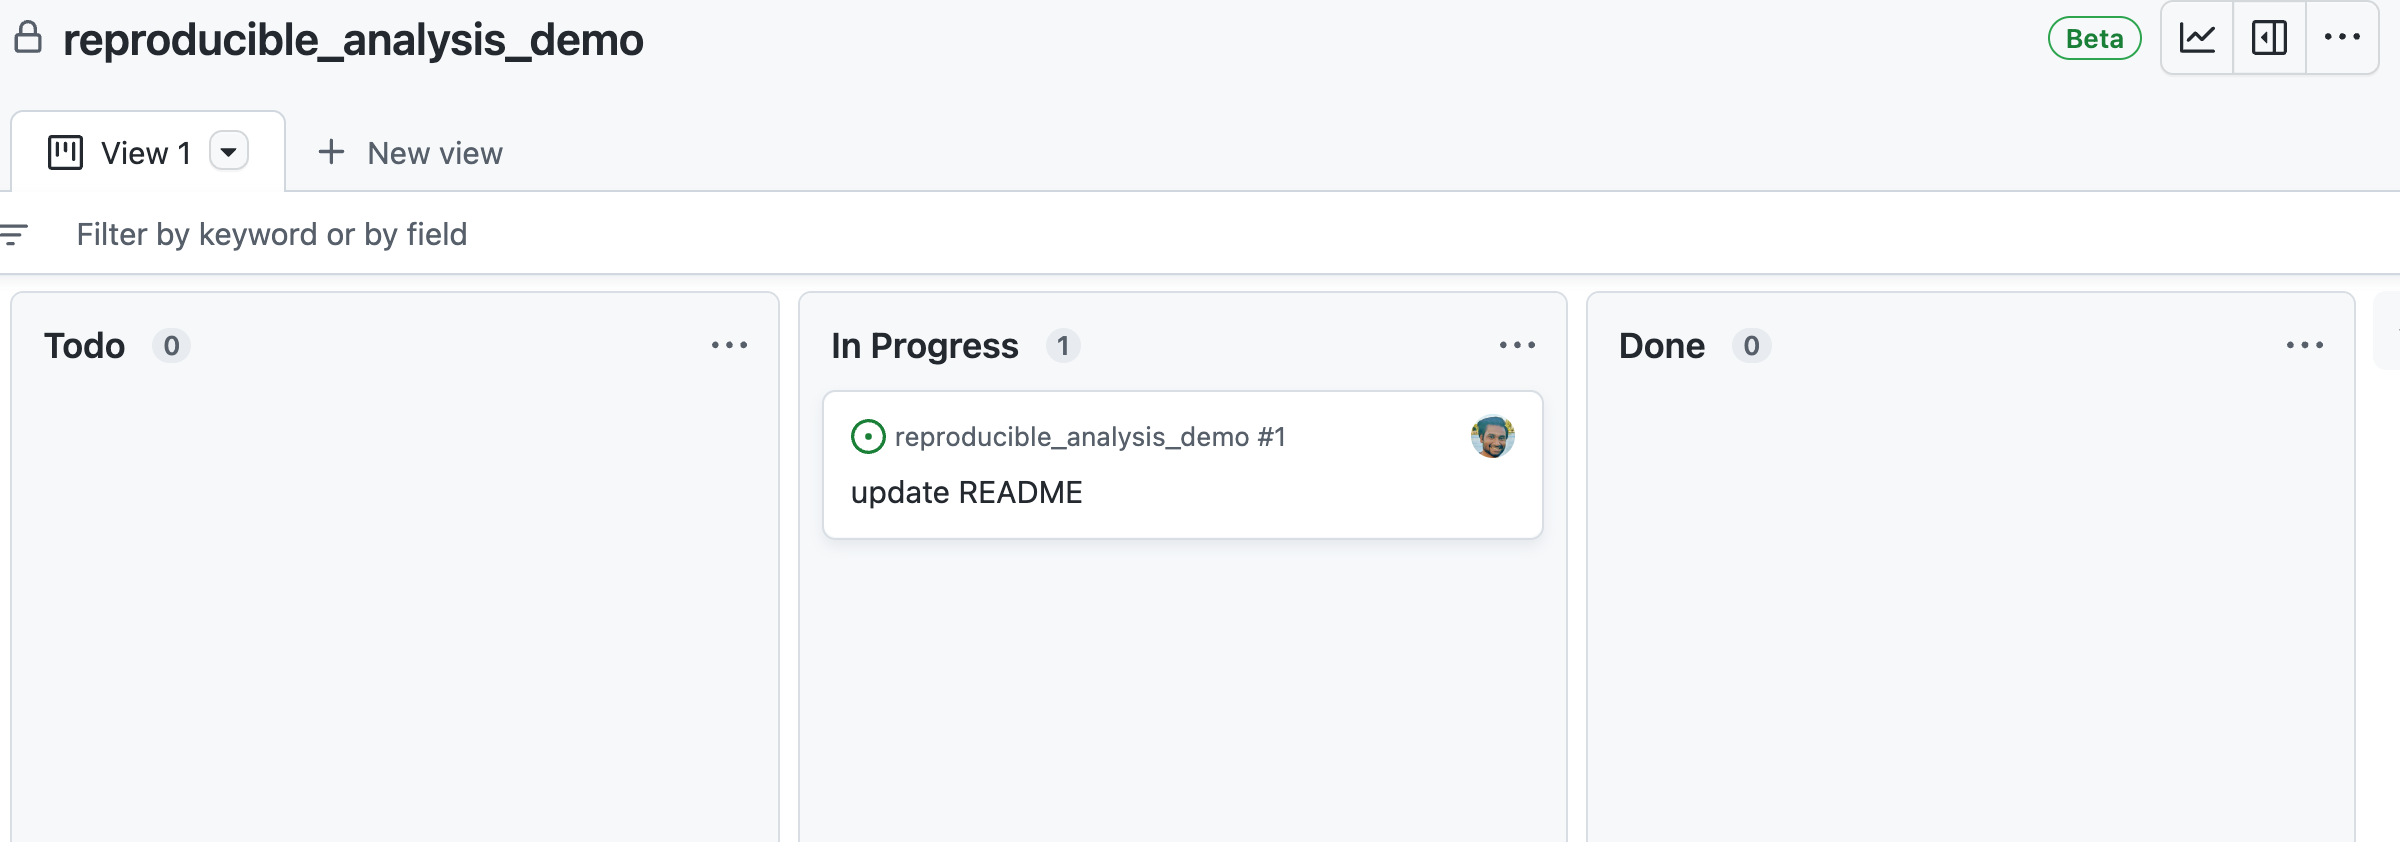 reproducible_analysis_demo
Beta
View 1
New view
Filter by keyword or by field
Todo 0
In Progress 1
Done 0
reproducible_analysis_demo #1
update README